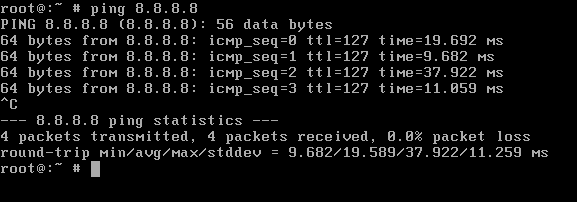 root@:~ # ping 8.8.8.8
PING 8.8.8.8 (8.8.8.8): 56 data bytes
64 bytes from 8.8.8.8: icmp_seq=0 ttl=127 time=19.692 ms
64 bytes from 8.8.8.8: icmp_seq=1 ttl=127 time=9.682 ms
64 bytes from 8.8.8.8: icmp_seq=2 ttl=127 time=37.922 ms
64 bytes from 8.8.8.8: icmp_seq=3 ttl=127 time=11.059 ms
^C
--- 8.8.8.8 ping statistics ---
4 packets transmitted, 4 packets received, 0.0% packet loss
round-trip min/avg/max/stddev = 9.682/19.589/37.922/11.259 ms
root@:~ #